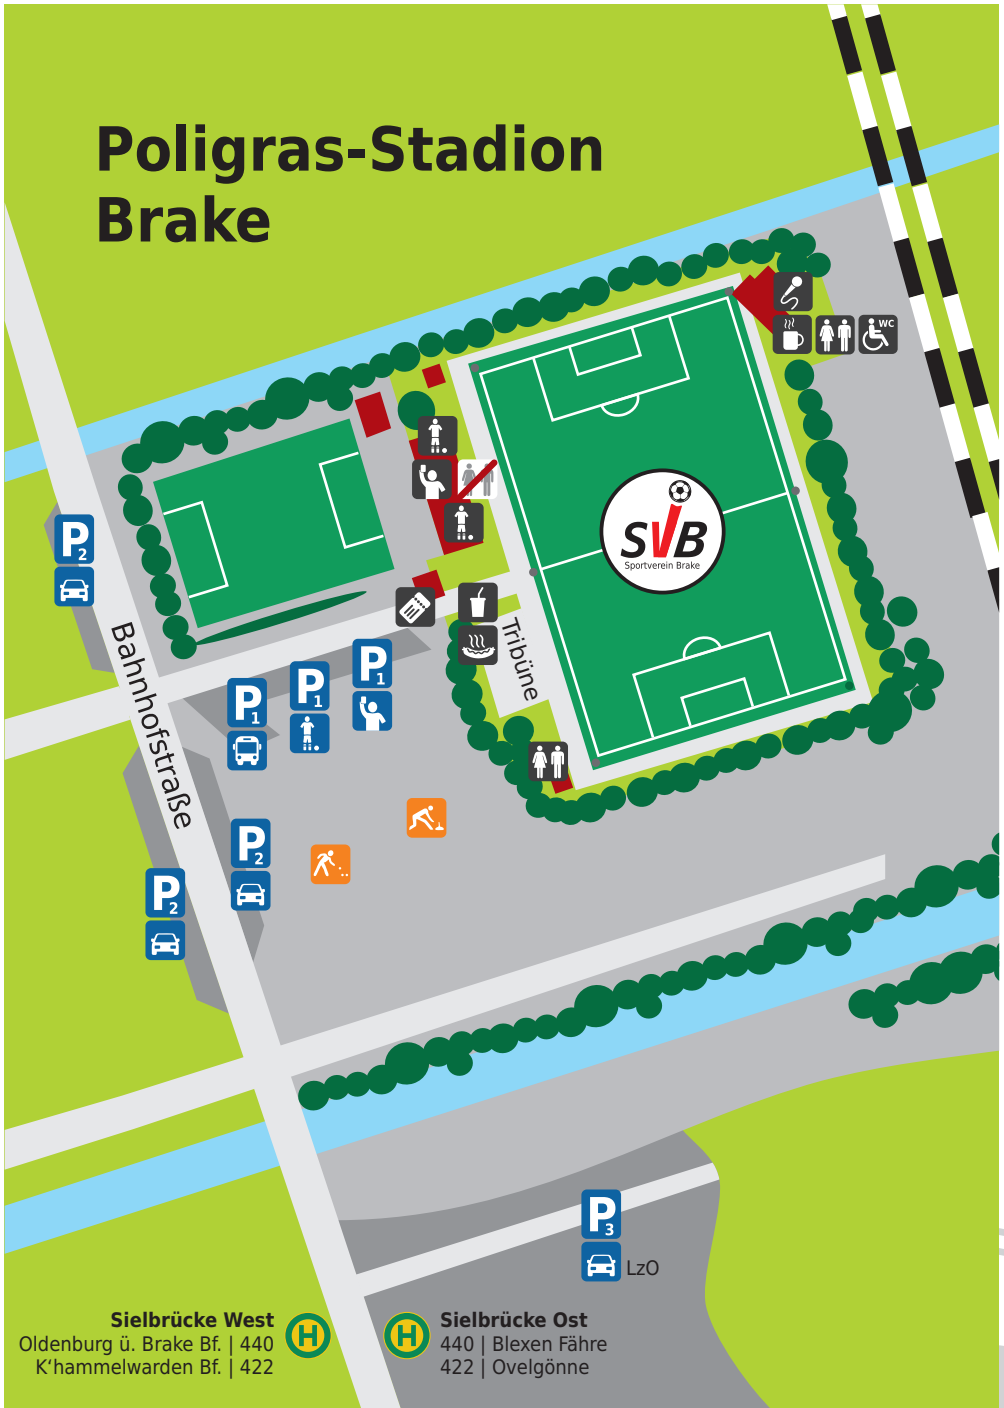 Poligras-Stadion
Brake
WC
SVB
Sportverein Brake
P2
Bahnhofstraße
Tribüne
P1
P1
P1
P2
P2
P3
LzO
Sielbrücke West
Oldenburg ü. Brake Bf. | 440
K‘hammelwarden Bf. | 422
H
H
Sielbrücke Ost
440 | Blexen Fähre
422 | Ovelgönne